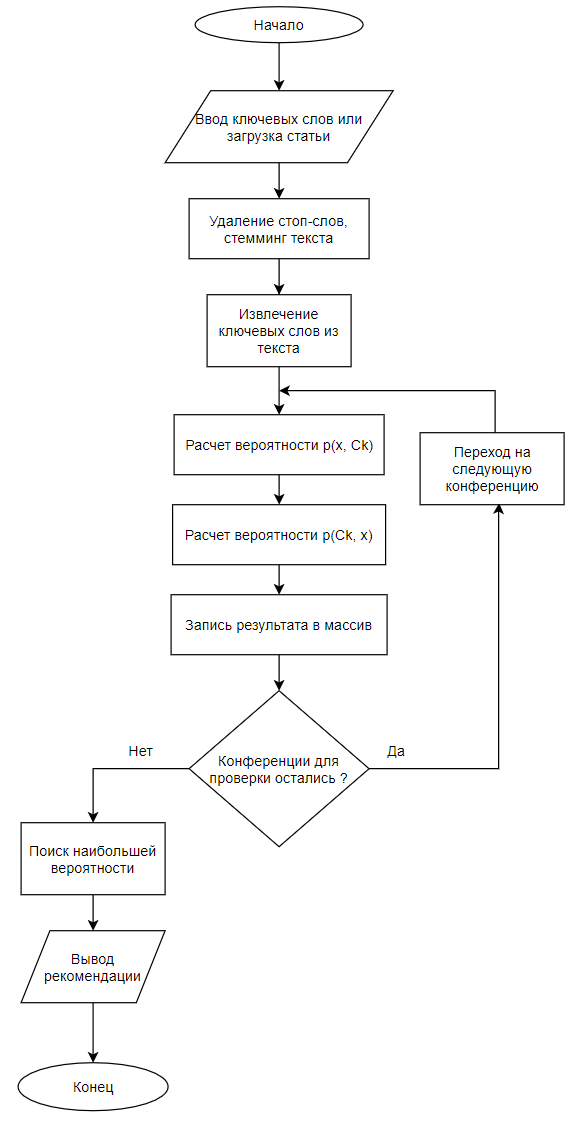 Начало
Ввод ключевых слов или
загрузка статьи
Удаление стоп-слов,
стемминг текста
Извлечение
ключевых слов из
текста
Расчет вероятности p(x, Ck)
Переход на
следующую
конференцию
Расчет вероятности p(Ck, x)
Запись результата в массив
Нет
Да
Конференции для
проверки остались ?
Поиск наибольшей
вероятности
Вывод
рекомендации
Конец